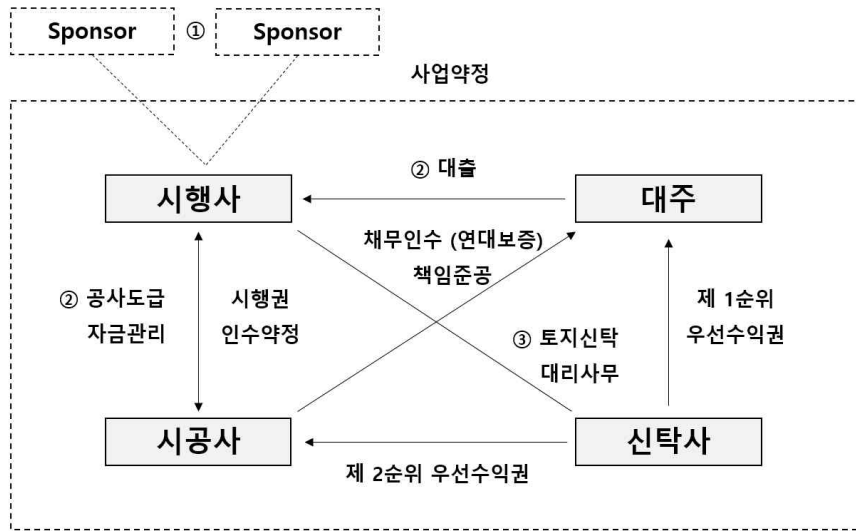 Sponsor ① Sponsor
사업약정
② 대출
시행사
대주
채무인수 (연대보증)
책임준공
② 공사도급
자금관리
시행권
인수약정
제 1순위
우선수익권
③ 토지신탁
대리사무
시공사
신탁사
제 2순위 우선수익권